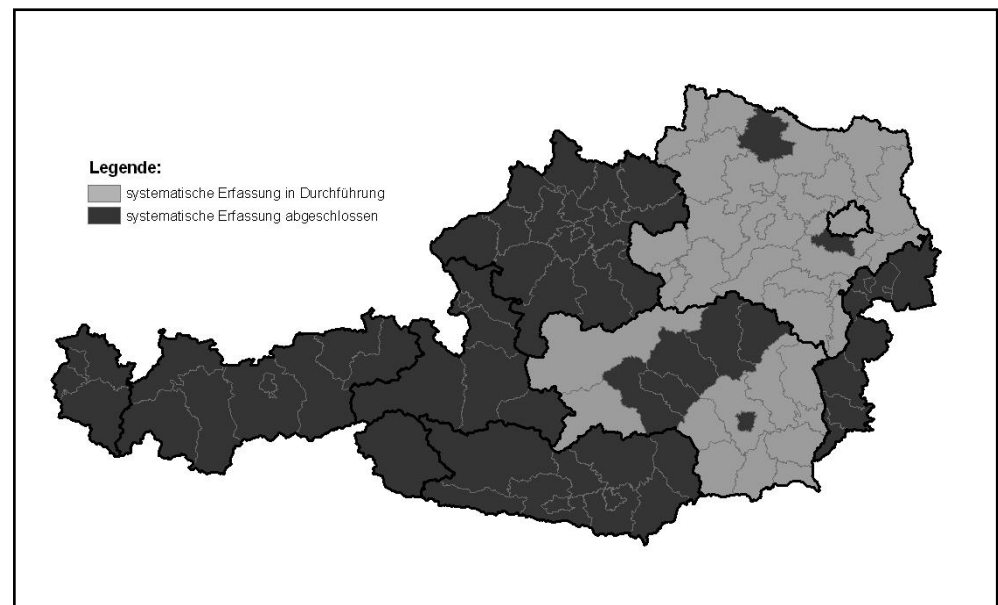 Legende:
systematische Erfassung in Durchführung
systematische Erfassung abgeschlossen